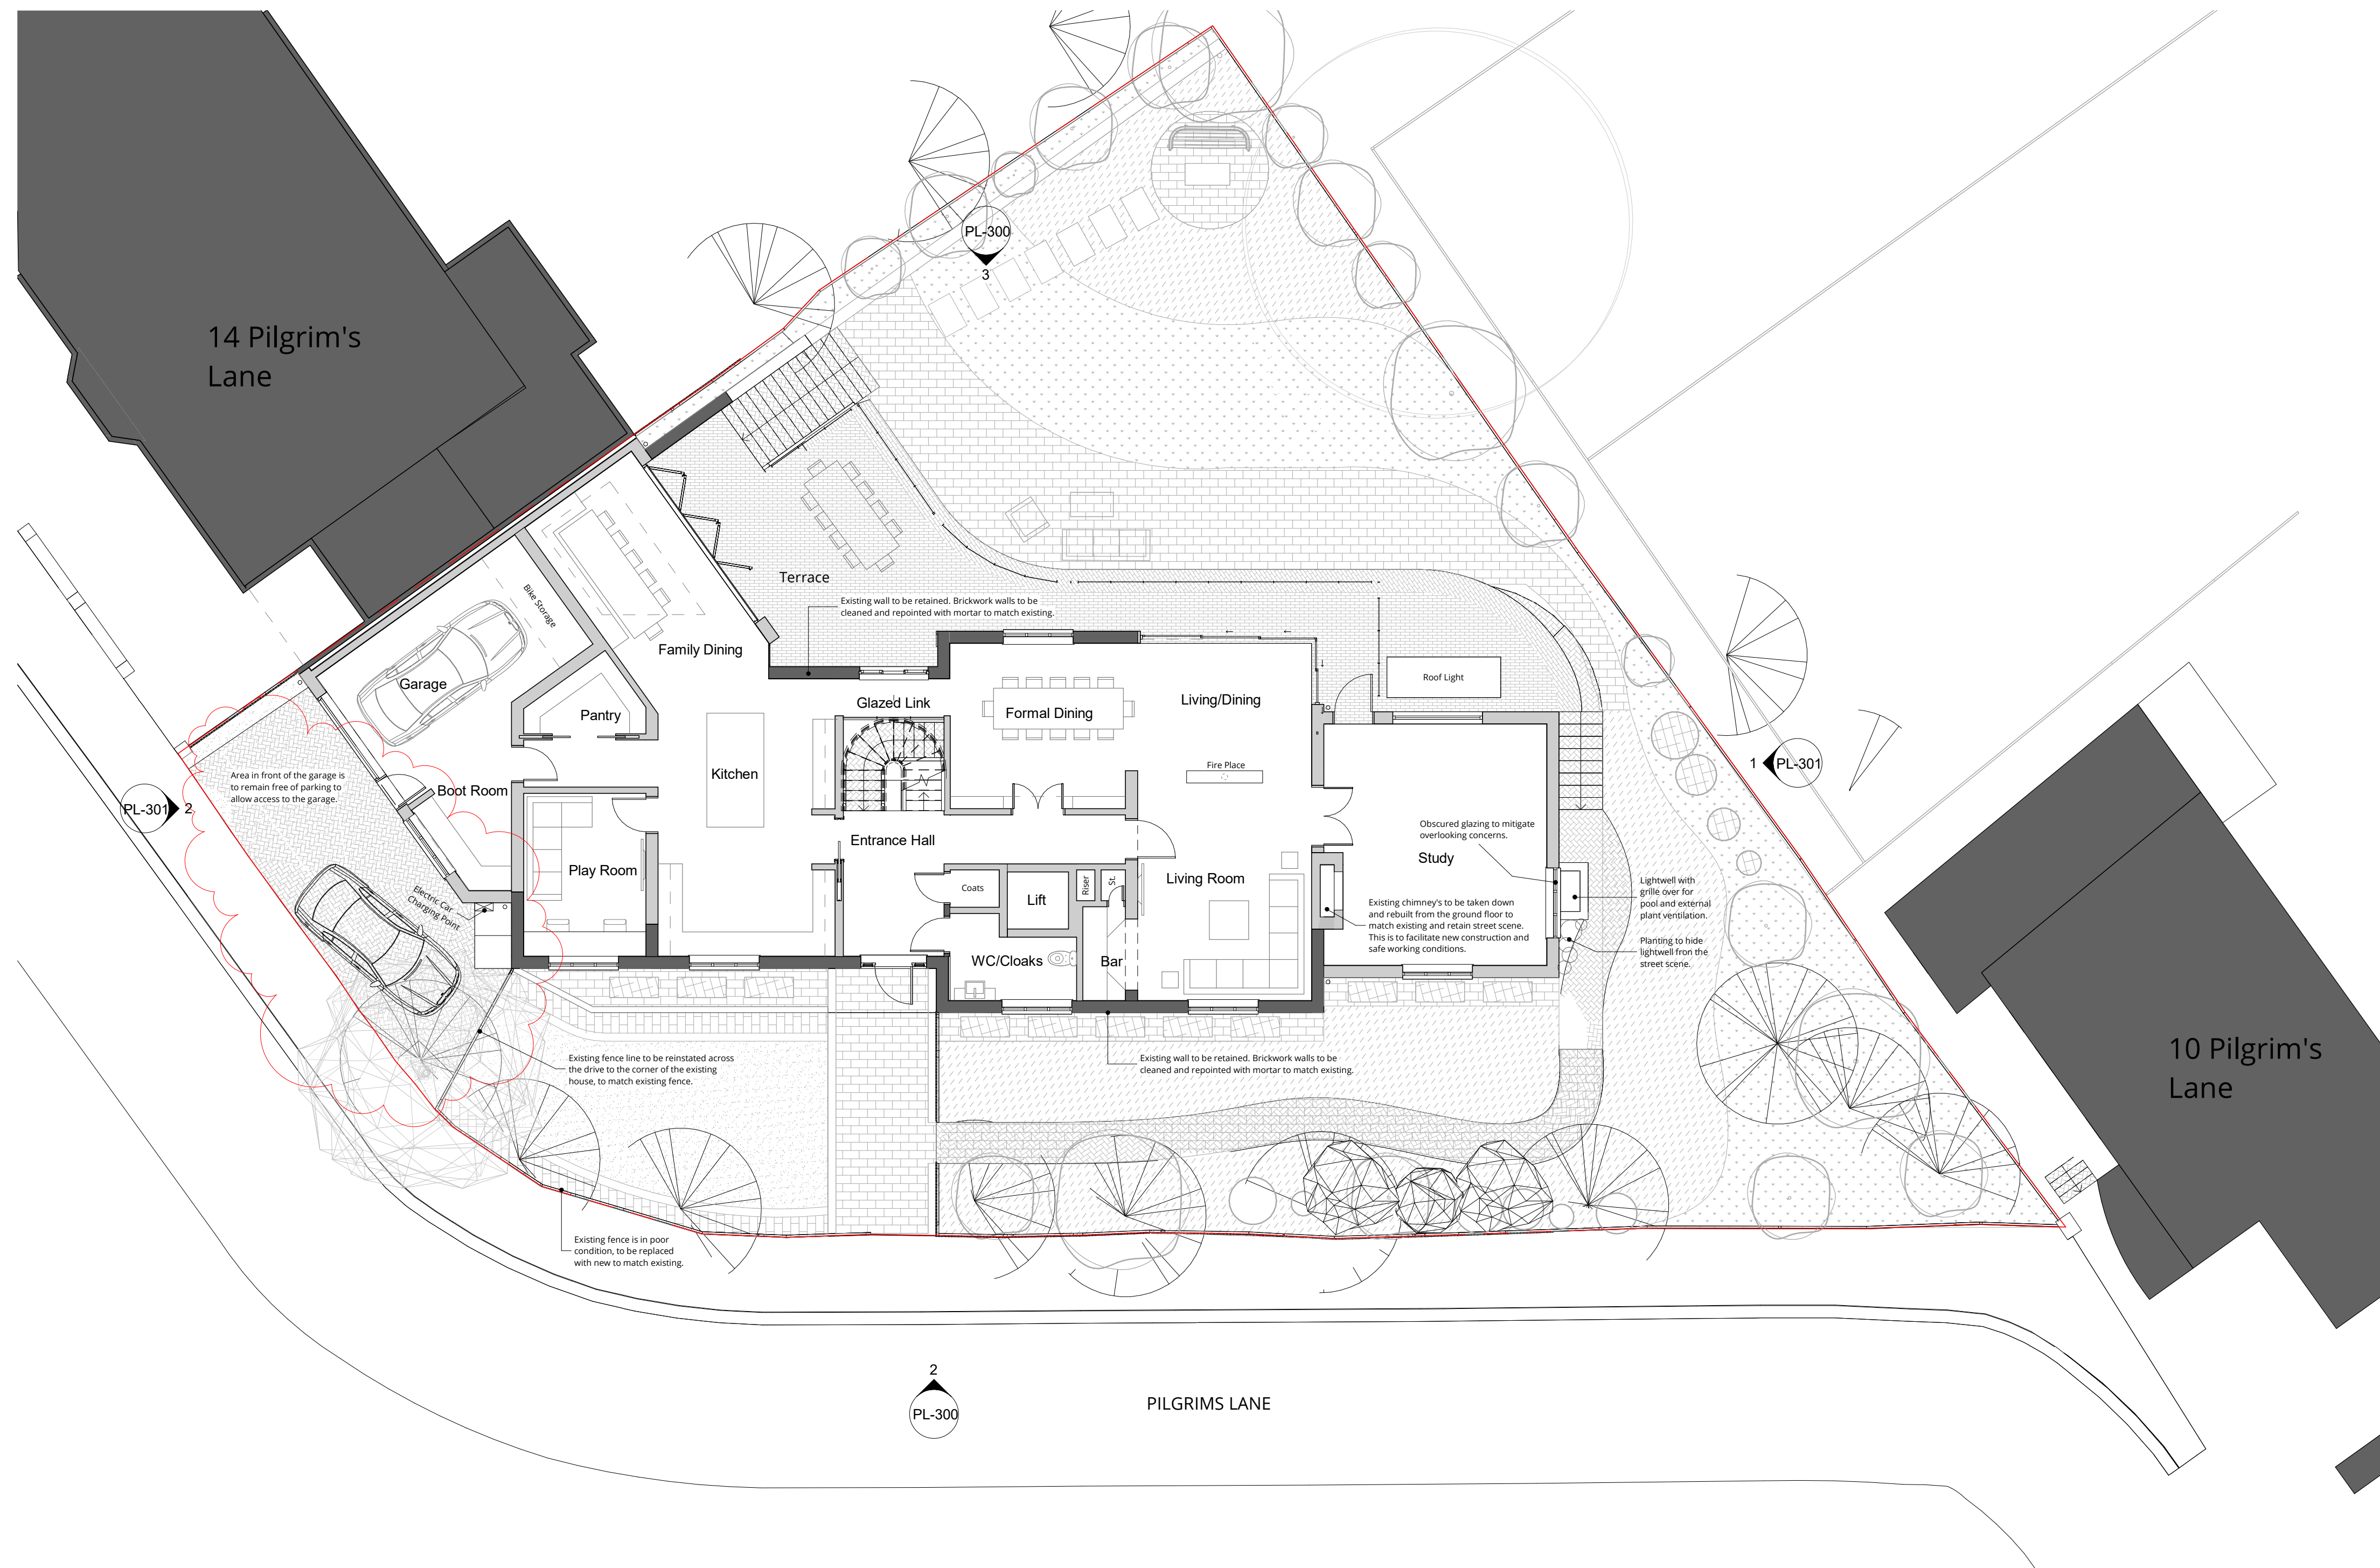 PL-300
3
14 Pilgrim's
Lane
Terrace
Existing wall to be retained. Brickwork walls to be
cleaned and repointed with mortar to match existing.
Bike Storage
Family Dining
Garage
Pantry
Glazed Link
Formal Dining
Living/Dining
Roof Light
Kitchen
Fire Place
1
PL-301
Area in front of the garage is
to remain free of parking to
allow access to the garage.
Boot Room
PL-301
2
Entrance Hall
Obscured glazing to mitigate
overlooking concerns.
Study
Play Room
Living Room
Coats
Lift
Riser
St.
Electric Car
Charging Point
Existing chimney's to be taken down
and rebuilt from the ground floor to
match existing and retain street scene.
This is to facilitate new construction and
safe working conditions.
Lightwell with
grille over for
pool and external
plant ventilation.
Planting to hide
lightwell fron the
street scene.
WC/Cloaks
Bar
10 Pilgrim's
Lane
Existing fence line to be reinstated across
the drive to the corner of the existing
house, to match existing fence.
Existing wall to be retained. Brickwork walls to be
cleaned and repointed with mortar to match existing.
Existing fence is in poor
condition, to be replaced
with new to match existing.
2
PL-300
PILGRIMS LANE